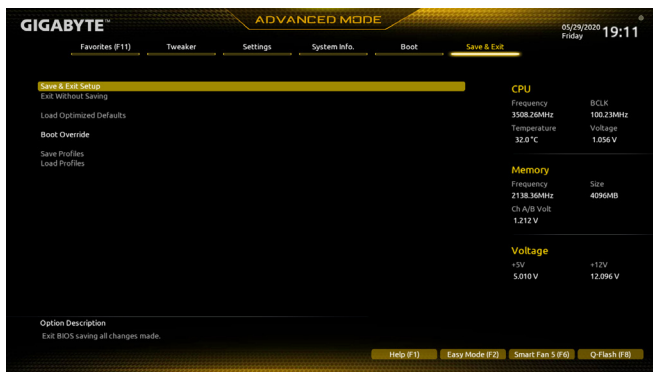 GIGABYTE™
ADVANCED MODE
05/29/2020
Friday
19:11
Favorites (F11) Tweaker Settings System Info. Boot Save & Exit
Save & Exit Setup
Exit Without Saving
Load Optimized Defaults
Boot Override
Save Profiles
Load Profiles
CPU
Frequency BCLK
3508.26MHz 100.23MHz
Temperature Voltage
32.0 °C 1.056 V
Memory
Frequency Size
2138.36MHz 4096MB
Ch A/B Volt
1.212 V
Voltage
+5V +12V
5.010 V 12.096 V
Option Description
Exit BIOS saving all changes made.
Help (F1) Easy Mode (F2) Smart Fan 5 (F6) Q-Flash (F8)